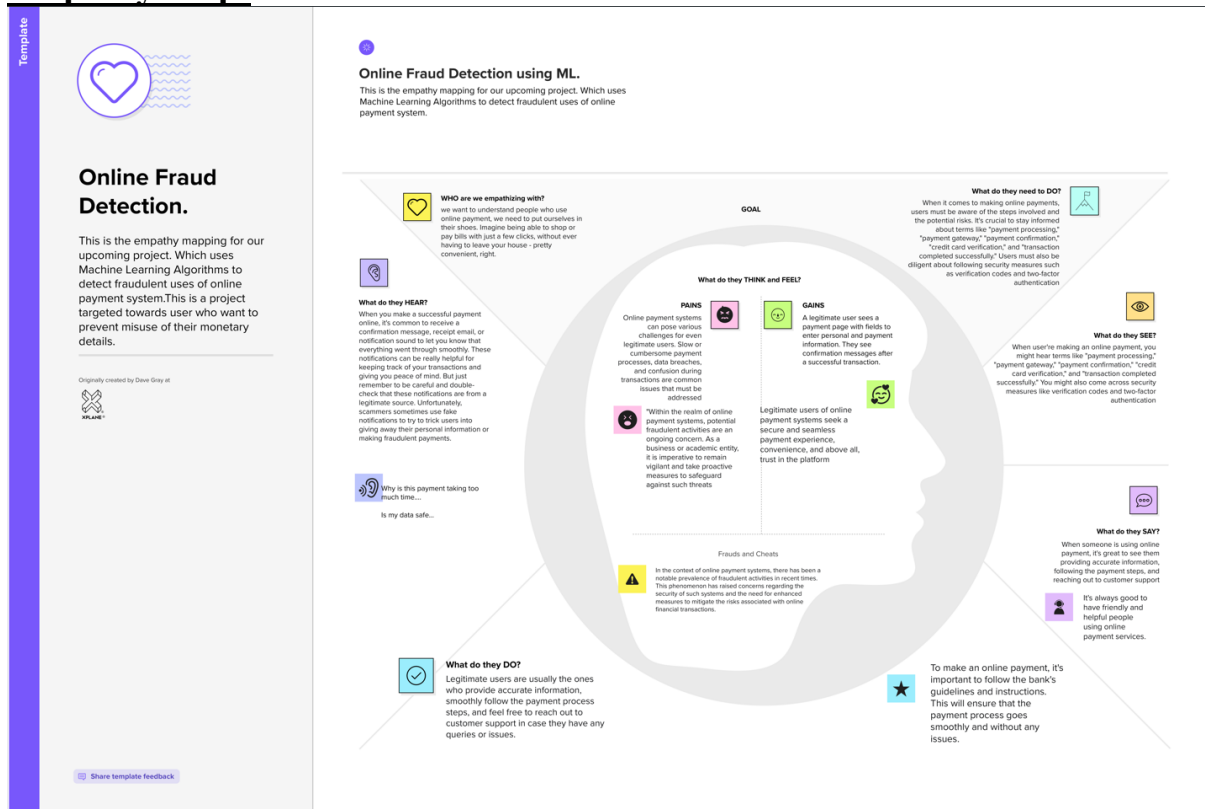 Template
Online Fraud
Detection.
This is the empathy mapping for our
upcoming project. Which uses
Machine Learning Algorithms to
detect fraudulent uses of online
payment system.This is a project
targeted towards user who want to
prevent misuse of their monetary
details.
Originally created by Dave Gray at
XPLANE
Share template feedback
Online Fraud Detection using ML.
This is the empathy mapping for our upcoming project. Which uses
Machine Learning Algorithms to detect fraudulent uses of online
payment system.
WHO are we empathizing with?
we want to understand people who use
online payment, we need to put ourselves in
their shoes. Imagine being able to shop or
pay bills with just a few clicks, without ever
having to leave your house - pretty
convenient, right.
GOAL
What do they need to DO?
When it comes to making online payments,
users must be aware of the steps involved and
the potential risks. It's crucial to stay informed
about terms like "payment processing,"
"payment gateway," "payment confirmation,"
"credit card verification," and "transaction
completed successfully." Users must also be
diligent about following security measures such
as verification codes and two-factor
authentication
What do they HEAR?
When you make a successful payment
online, it's common to receive a
confirmation message, receipt email, or
notification sound to let you know that
everything went through smoothly. These
notifications can be really helpful for
keeping track of your transactions and
giving you peace of mind. But just
remember to be careful and double-
check that these notifications are from a
legitimate source. Unfortunately,
scammers sometimes use fake
notifications to try to trick users into
giving away their personal information or
making fraudulent payments.
Why is this payment taking too
much time....
Is my data safe...
What do they THINK and FEEL?
PAINS
Online payment systems
can pose various
challenges for even
legitimate users. Slow or
cumbersome payment
processes, data breaches,
and confusion during
transactions are common
issues that must be
addressed
"Within the realm of online
payment systems, potential
fraudulent activities are an
ongoing concern. As a
business or academic entity,
it is imperative to remain
vigilant and take proactive
measures to safeguard
against such threats
GAINS
A legitimate user sees a
payment page with fields to
enter personal and payment
information. They see
confirmation messages after
a successful transaction.
Legitimate users of online
payment systems seek a
secure and seamless
payment experience,
convenience, and above all,
trust in the platform
Frauds and Cheats
In the context of online payment systems, there has been a
notable prevalence of fraudulent activities in recent times.
This phenomenon has raised concerns regarding the
security of such systems and the need for enhanced
measures to mitigate the risks associated with online
financial transactions.
What do they SEE?
When user're making an online payment, you
might hear terms like "payment processing,"
"payment gateway," "payment confirmation," "credit
card verification," and "transaction completed
successfully." You might also come across security
measures like verification codes and two-factor
authentication
What do they SAY?
When someone is using online
payment, it's great to see them
providing accurate information,
following the payment steps, and
reaching out to customer support
It's always good to
have friendly and
helpful people
using online
payment services.
What do they DO?
Legitimate users are usually the ones
who provide accurate information,
smoothly follow the payment process
steps, and feel free to reach out to
customer support in case they have any
queries or issues.
To make an online payment, it's
important to follow the bank's
guidelines and instructions.
This will ensure that the
payment process goes
smoothly and without any
issues.